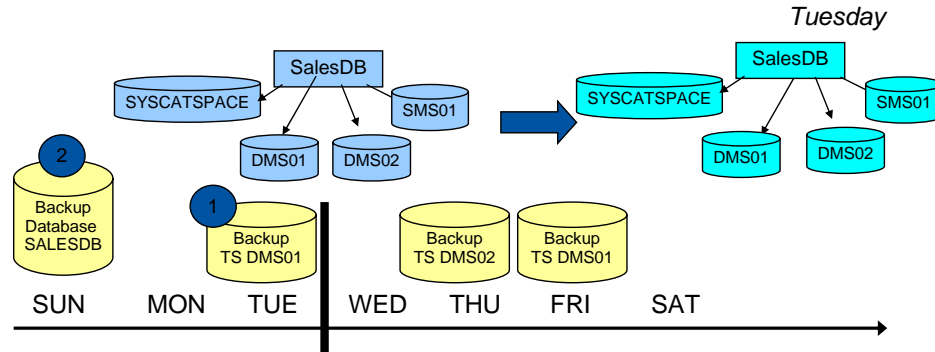 Tuesday
SalesDB
SYSCATSPACE
SMS01
DMS01
DMS02
SalesDB
SYSCATSPACE
SMS01
DMS01
DMS02
2
Backup
Database
SALESDB
1
Backup
TS DMS01
Backup
TS DMS02
Backup
TS DMS01
SUN
MON
TUE
WED
THU
FRI
SAT